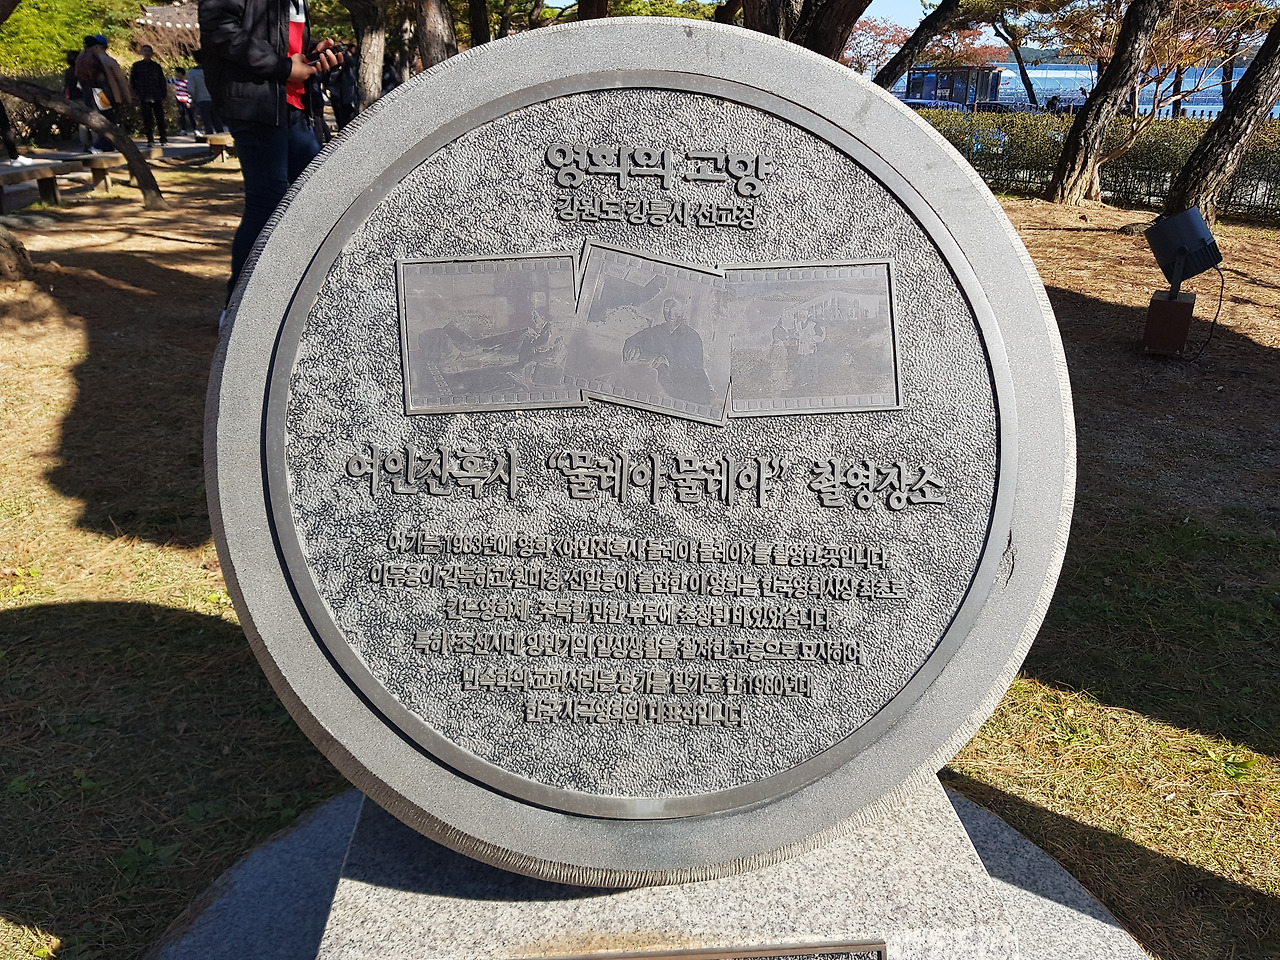 영화의 고향
강원도 강릉시 선교장
여인잔혹사 “물레야 물레야” 촬영장소
여기는 1983년에 영화 <여인잔혹사 물레야 물레야>를 촬영한 곳입니다.
이두용이 감독하고 원미경, 신일룡이 출연한 이 영화는 한국영화사상 최초로
칸느영화제 '주목할 만한 부문'에 초청된 바 있었습니다.
특히 조선시대 양반가의 일상생활을 철저한 고증으로 묘사하여
민속학의 교과서라는 평가를 받기도 한 1980년대
한국 시극영화의 대표작입니다.